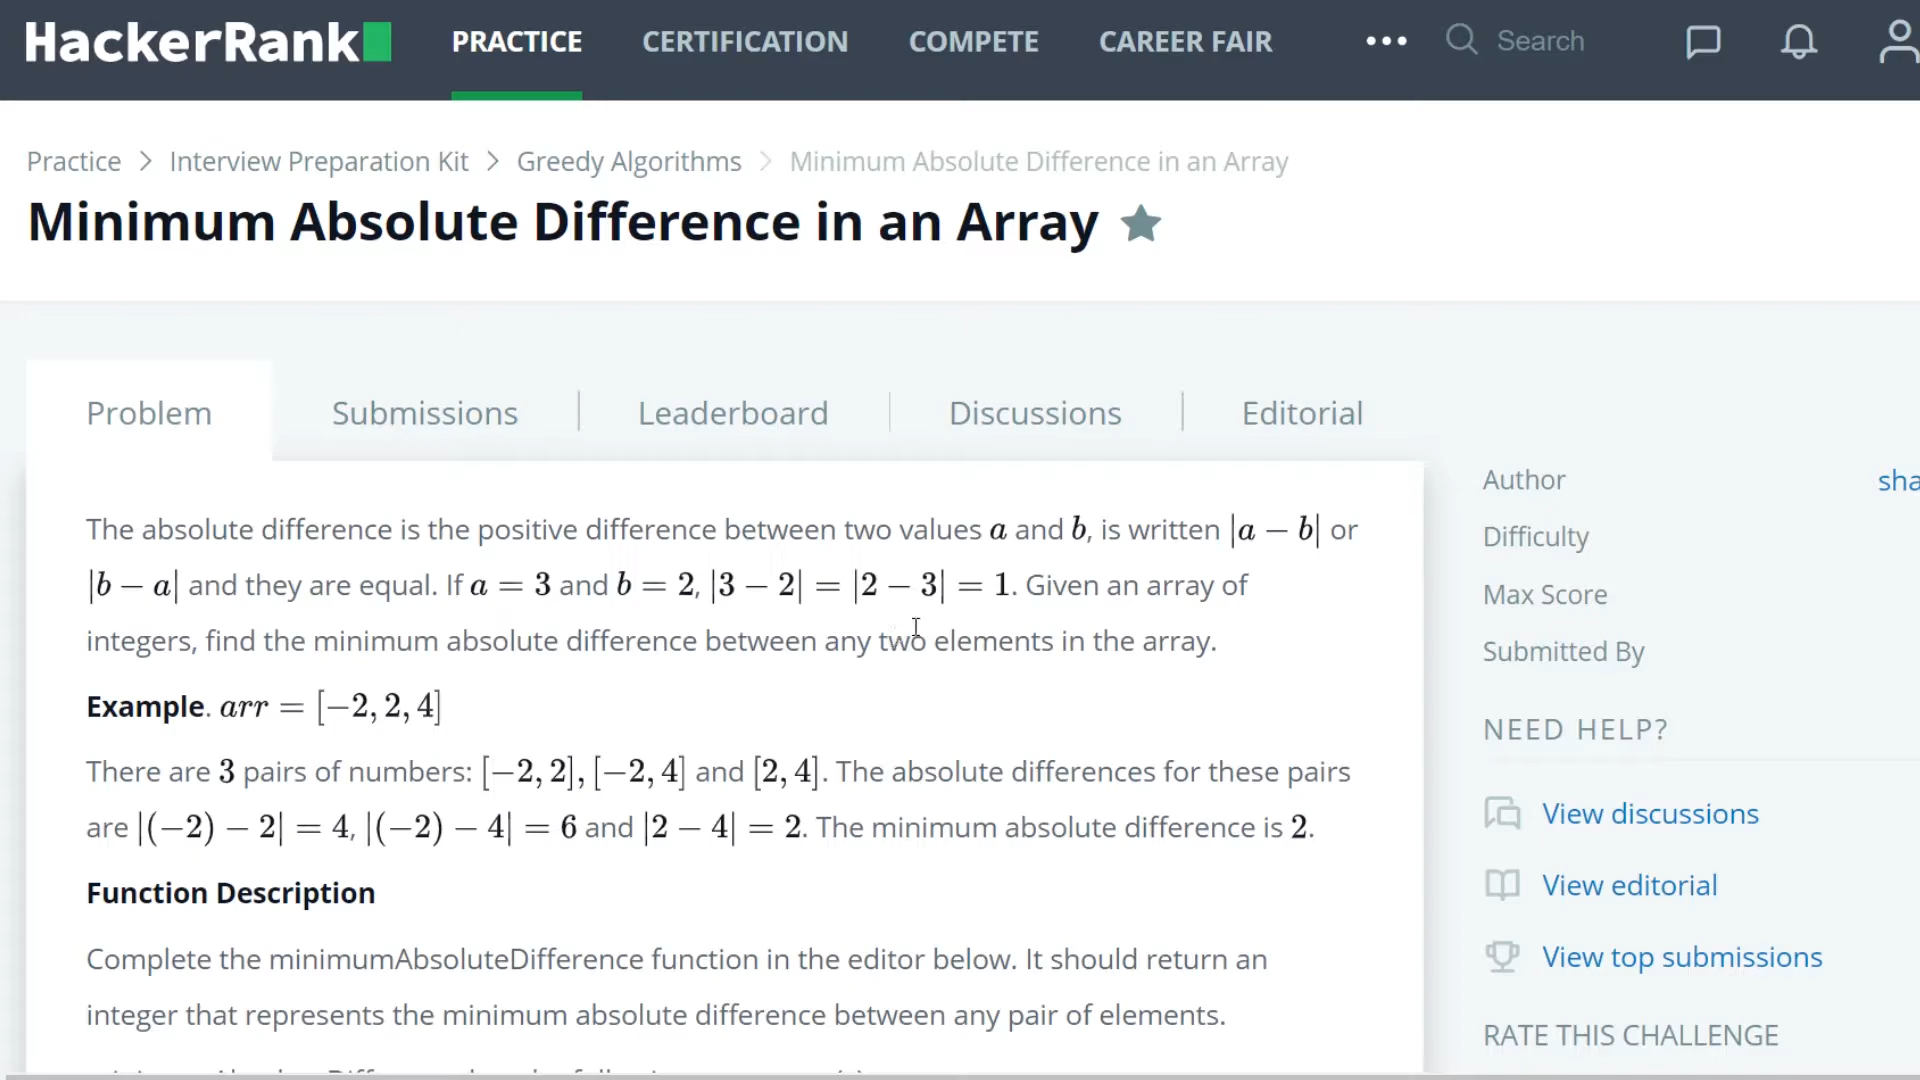 HackerRank PRACTICE CERTIFICATION COMPETE CAREER FAIR ••• Search
Practice > Interview Preparation Kit > Greedy Algorithms > Minimum Absolute Difference in an Array
Minimum Absolute Difference in an Array
Problem | Submissions | Leaderboard | Discussions | Editorial
The absolute difference is the positive difference between two values a and b, is written |a − b| or
|b − a| and they are equal. If a = 3 and b = 2, |3 − 2| = |2 − 3| = 1. Given an array of
integers, find the minimum absolute difference between any two elements in the array.
Example. arr = [−2, 2, 4]
There are 3 pairs of numbers: [−2, 2], [−2, 4] and [2, 4]. The absolute differences for these pairs
are |(−2) − 2| = 4, |(−2) − 4| = 6 and |2 − 4| = 2. The minimum absolute difference is 2.
Function Description
Complete the minimumAbsoluteDifference function in the editor below. It should return an
integer that represents the minimum absolute difference between any pair of elements.
Author sha
Difficulty
Max Score
Submitted By
NEED HELP?
View discussions
View editorial
View top submissions
RATE THIS CHALLENGE